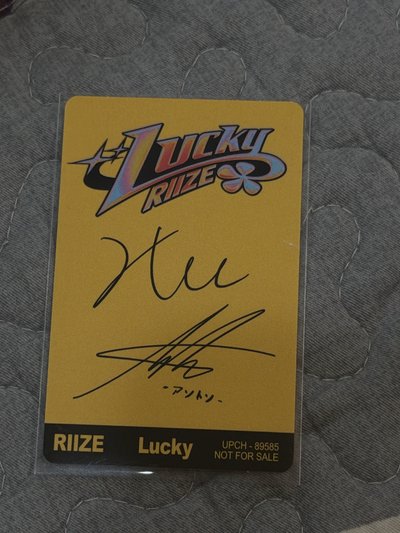 Lucky
RIIZE
-アントン-
RIIZE Lucky UPCH - 89585
NOT FOR SALE